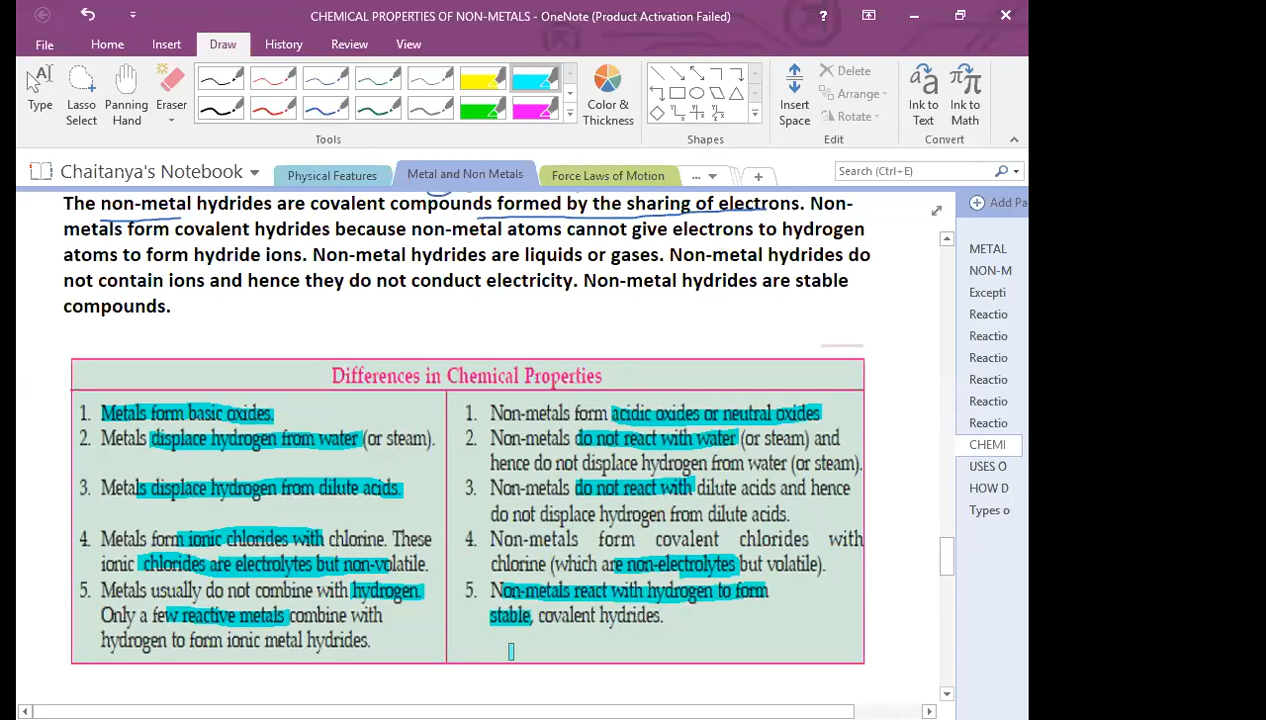 CHEMICAL PROPERTIES OF NON-METALS - OneNote (Product Activation Failed)
?
File Home Insert Draw History Review View
Type Lasso Select Panning Hand Eraser
Color & Thickness
Insert Space
Delete
Arrange
Rotate
Ink to Text Ink to Math
Tools Shapes Edit Convert
Chaitanya's Notebook Physical Features Metal and Non Metals Force Laws of Motion ... + Search (Ctrl+E)
The non-metal hydrides are covalent compounds formed by the sharing of electrons. Non-
metals form covalent hydrides because non-metal atoms cannot give electrons to hydrogen
atoms to form hydride ions. Non-metal hydrides are liquids or gases. Non-metal hydrides do
not contain ions and hence they do not conduct electricity. Non-metal hydrides are stable
compounds.
Differences in Chemical Properties
1. Metals form basic oxides.
2. Metals displace hydrogen from water (or steam).
3. Metals displace hydrogen from dilute acids.
4. Metals form ionic chlorides with chlorine. These
ionic chlorides are electrolytes but non-volatile.
5. Metals usually do not combine with hydrogen.
Only a few reactive metals combine with
hydrogen to form ionic metal hydrides.
1. Non-metals form acidic oxides or neutral oxides
2. Non-metals do not react with water (or steam) and
hence do not displace hydrogen from water (or steam).
3. Non-metals do not react with dilute acids and hence
do not displace hydrogen from dilute acids.
4. Non-metals form covalent chlorides with
chlorine (which are non-electrolytes but volatile).
5. Non-metals react with hydrogen to form
stable, covalent hydrides.
Add Pa
METAL
NON-M
Excepti
Reactio
Reactio
Reactio
Reactio
Reactio
Reactio
CHEMI
USES O
HOW D
Types o